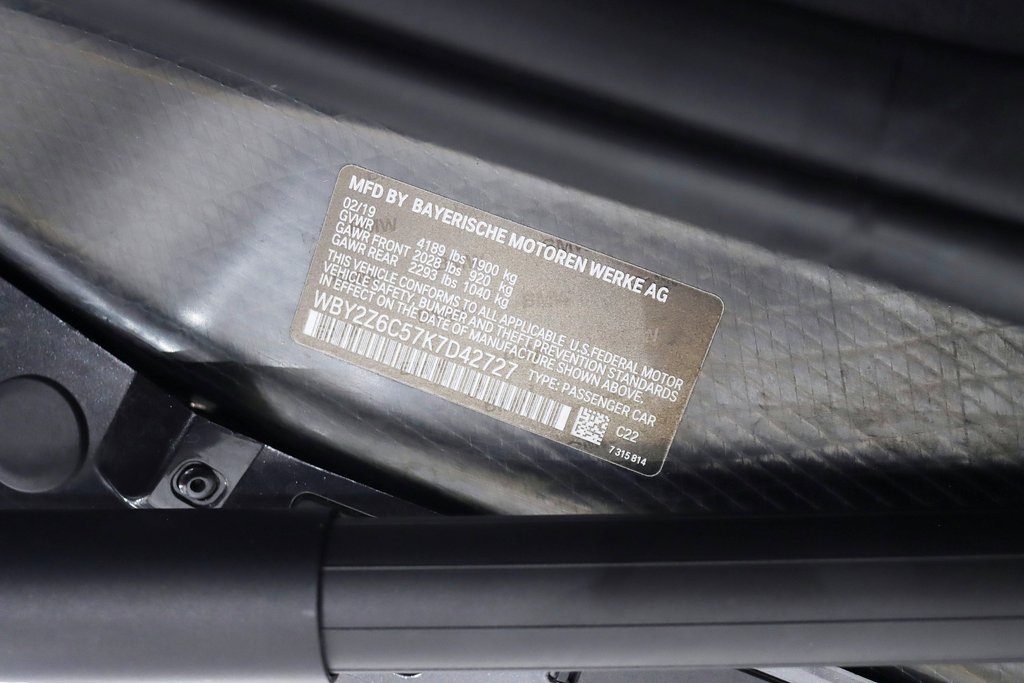 MFD BY BAYERISCHE MOTOREN WERKE AG
02/19
GVWR 4189 lbs 1900 kg
GAWR FRONT 2028 lbs 920 kg
GAWR REAR 2293 lbs 1040 kg
THIS VEHICLE CONFORMS TO ALL APPLICABLE U.S. FEDERAL MOTOR
VEHICLE SAFETY, BUMPER, AND THEFT PREVENTION STANDARDS
IN EFFECT ON THE DATE OF MANUFACTURE SHOWN ABOVE.
WBY2Z6C57K7D42727 TYPE: PASSENGER CAR
C22
7 315 814